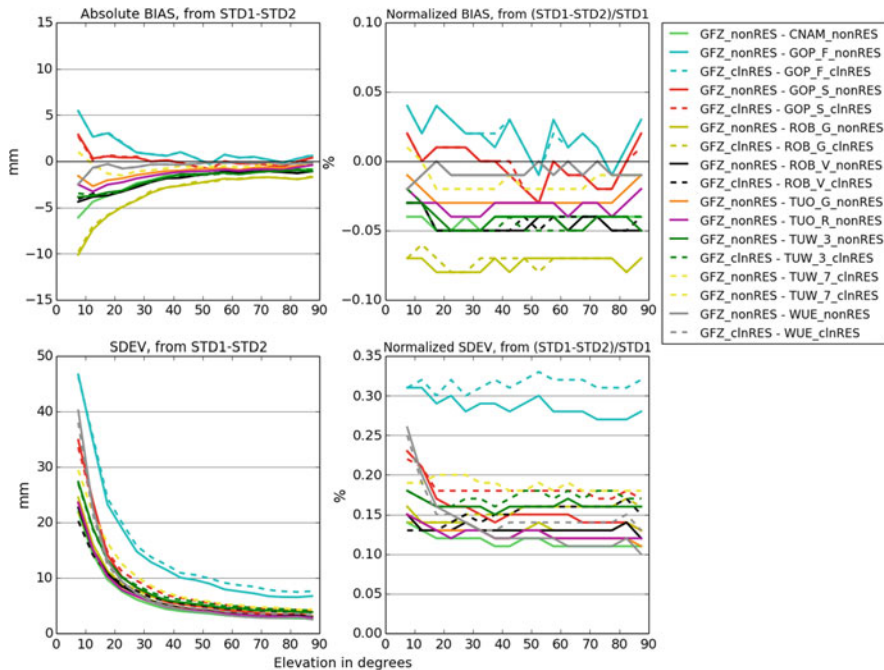 Absolute BIAS, from STD1-STD2
15
10
5
0
−5
−10
−15
mm
0 10 20 30 40 50 60 70 80 90
Normalized BIAS, from (STD1-STD2)/STD1
0.10
0.05
0.00
−0.05
−0.10
%
0 10 20 30 40 50 60 70 80 90
GFZ_nonRES - CNAM_nonRES
GFZ_nonRES - GOP_F_nonRES
GFZ_clnRES - GOP_F_clnRES
GFZ_nonRES - GOP_S_nonRES
GFZ_clnRES - GOP_S_clnRES
GFZ_nonRES - ROB_G_nonRES
GFZ_clnRES - ROB_G_clnRES
GFZ_nonRES - ROB_V_nonRES
GFZ_clnRES - ROB_V_clnRES
GFZ_nonRES - TUO_G_nonRES
GFZ_nonRES - TUO_R_nonRES
GFZ_nonRES - TUW_3_nonRES
GFZ_clnRES - TUW_3_clnRES
GFZ_nonRES - TUW_7_clnRES
GFZ_nonRES - TUW_7_clnRES
GFZ_nonRES - WUE_nonRES
GFZ_clnRES - WUE_clnRES
SDEV, from STD1-STD2
50
40
30
20
10
0
mm
0 10 20 30 40 50 60 70 80 90
Normalized SDEV, from (STD1-STD2)/STD1
0.35
0.30
0.25
0.20
0.15
0.10
0.05
0.00
%
0 10 20 30 40 50 60 70 80 90
Elevation in degrees